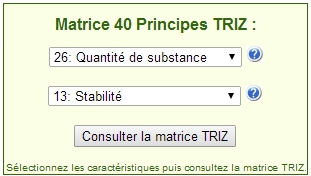 Matrice 40 Principes TRIZ :
26: Quantité de substance
13: Stabilité
Consulter la matrice TRIZ
Sélectionnez les caractéristiques puis consultez la matrice TRIZ.